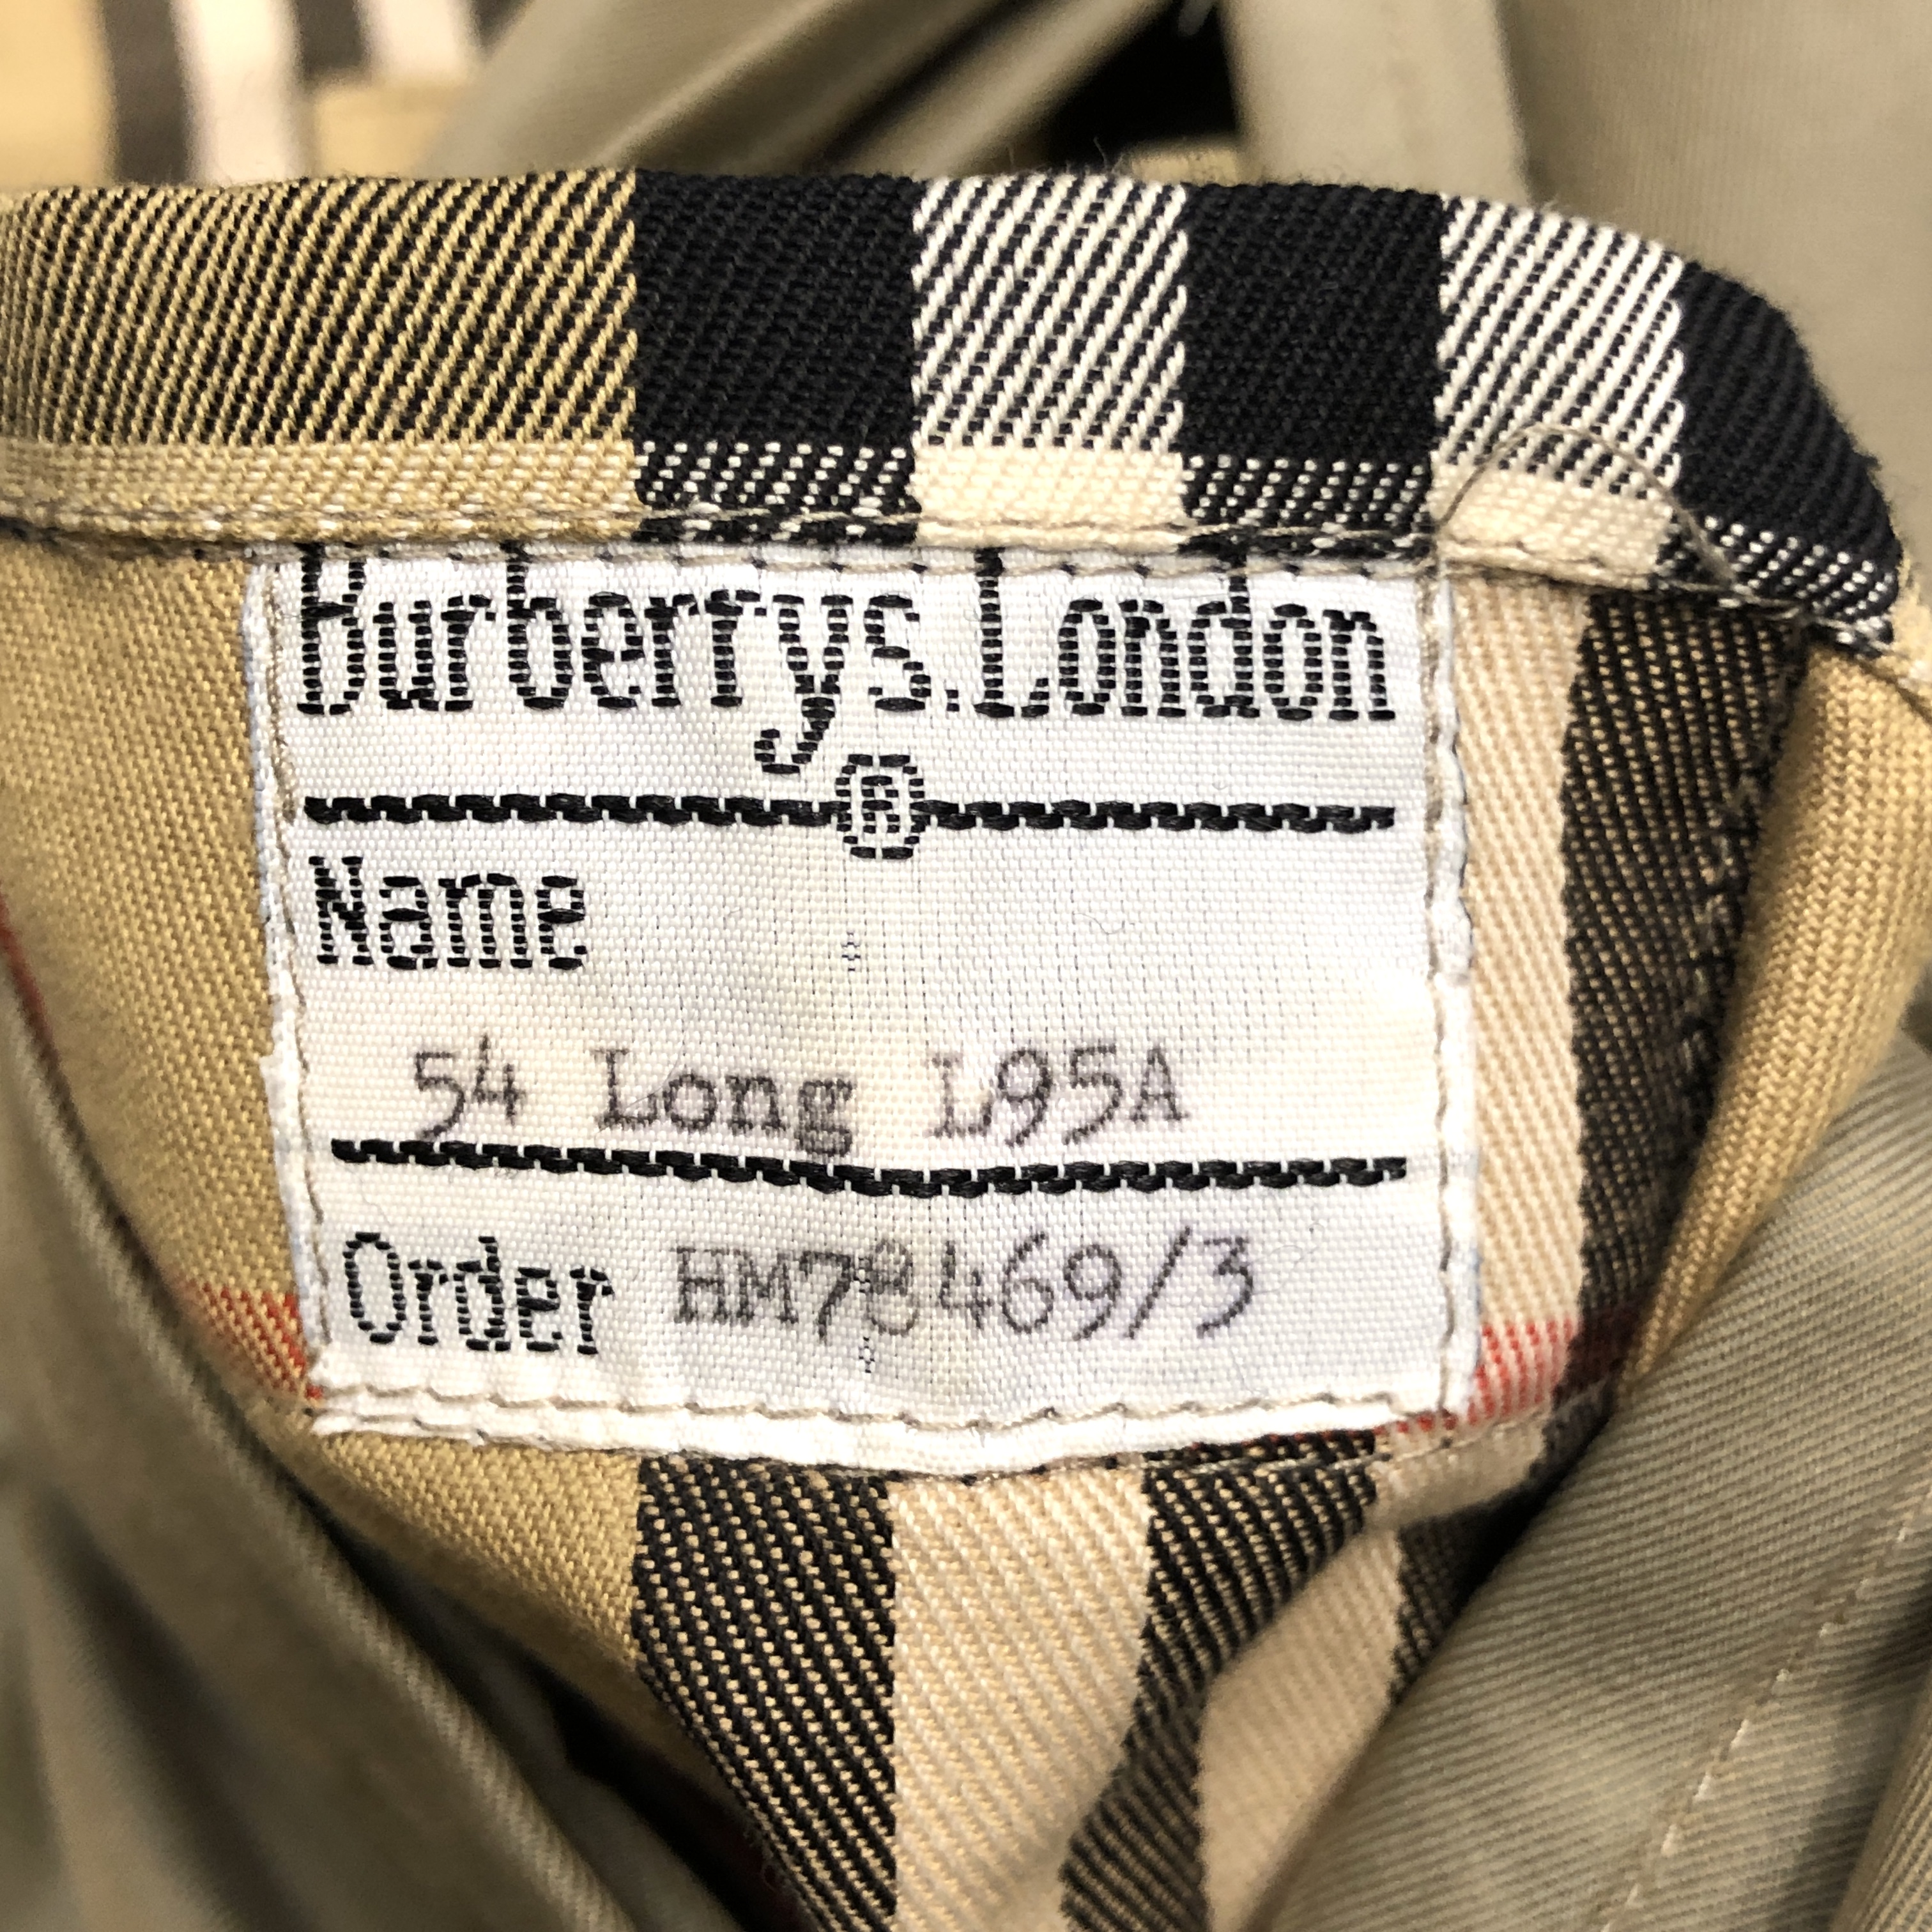 Burberrys.London
®
Name
54 Long L95A
Order HM78469/3